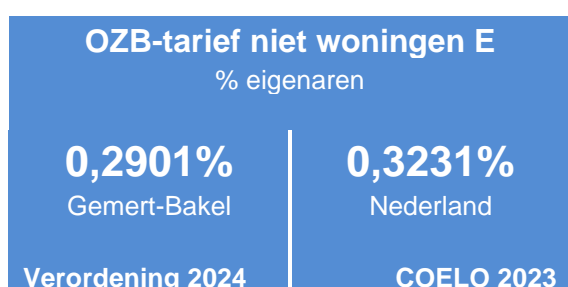 OZB-tarief niet woningen E
% eigenaren
0,2901% 0,3231%
Gemert-Bakel Nederland
Verordening 2024 COELO 2023